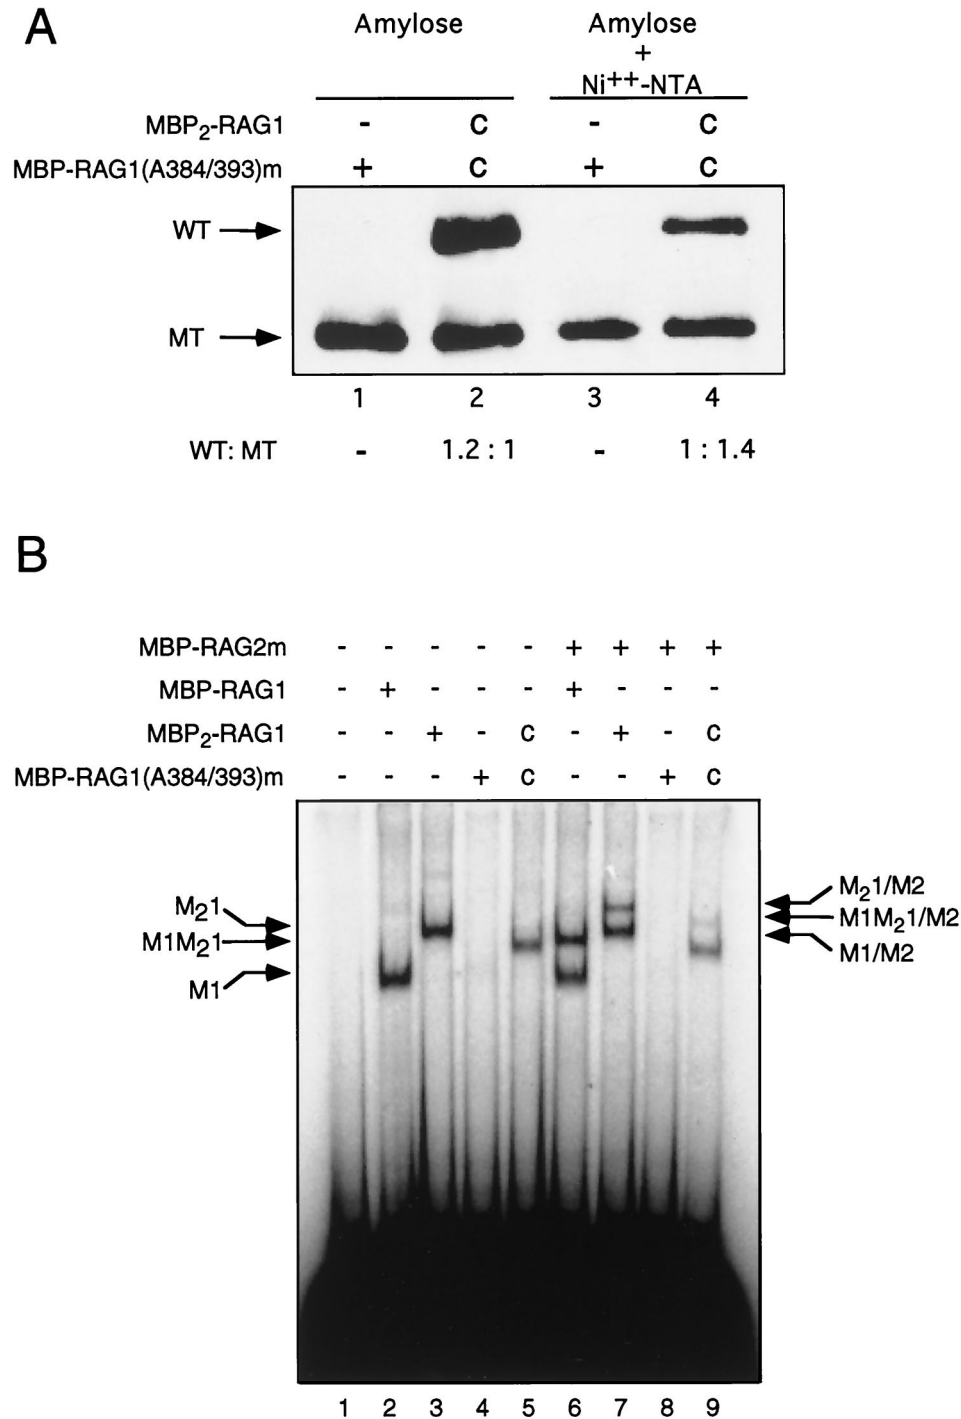 A
Amylose Amylose
+
Ni++-NTA
MBP2-RAG1 - C - C
MBP-RAG1(A384/393)m + C + C
WT
MT
1 2 3 4
WT: MT - 1.2 : 1 - 1 : 1.4
B
MBP-RAG2m - - - - - + + + +
MBP-RAG1 - + - - - + - - -
MBP2-RAG1 - - + - C - + - C
MBP-RAG1(A384/393)m - - - + C - - + C
M21
M1M21
M1
M21/M2
M1M21/M2
M1/M2
1 2 3 4 5 6 7 8 9